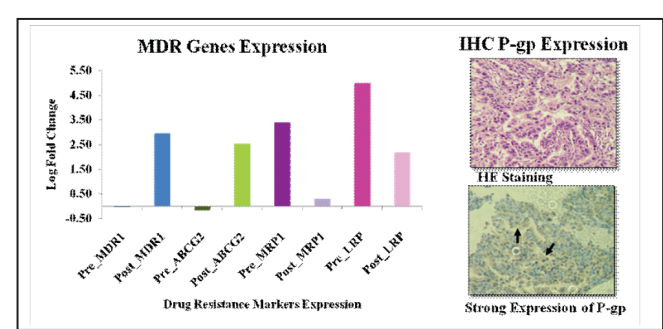 MDR Genes Expression
IHC P-gp Expression
Log Fold Change
5.50
4.50
3.50
2.50
1.50
0.50
-0.50
Pre_MDR1
Post_MDR1
Pre_ABCG2
Post_ABCG2
Pre_MRP1
Post_MRP1
Pre_LRP
Post_LRP
Drug Resistance Markers Expression
HE Staining
Strong Expression of P-gp